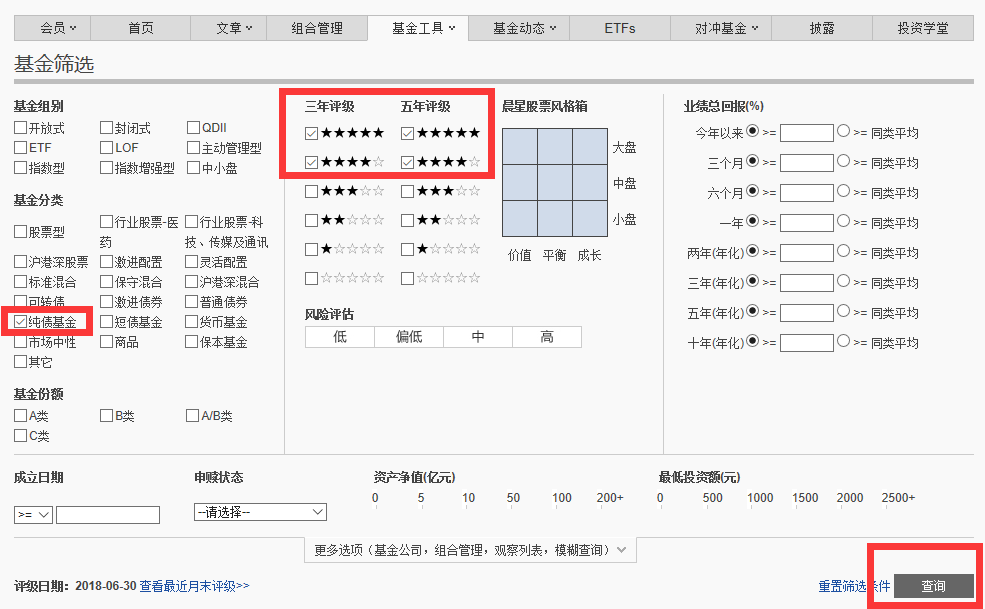 会员 首页 文章 组合管理 基金工具 基金动态 ETFs 对冲基金 披露 投资学堂
基金筛选
基金组别
开放式 封闭式 QDII
ETF LOF 主动管理型
指数型 指数增强型 中小盘
基金分类
股票型 行业股票-医药 行业股票-科技、传媒及通讯
沪港深股票 激进配置 灵活配置
标准混合 保守混合 沪港深混合
可转债 激进债券 普通债券
纯债基金 短债基金 货币基金
市场中性 商品 保本基金
其它
基金份额
A类 B类 A/B类
C类
三年评级 五年评级
★★★★★ ★★★★★
★★★★☆ ★★★★☆
★★★☆☆ ★★★☆☆
★★☆☆☆ ★★☆☆☆
★☆☆☆☆ ★☆☆☆☆
☆☆☆☆☆ ☆☆☆☆☆
风险评估
低 偏低 中 高
晨星股票风格箱
大盘
中盘
小盘
价值 平衡 成长
业绩总回报(%)
今年以来 >= >= 同类平均
三个月 >= >= 同类平均
六个月 >= >= 同类平均
一年 >= >= 同类平均
两年(年化) >= >= 同类平均
三年(年化) >= >= 同类平均
五年(年化) >= >= 同类平均
十年(年化) >= >= 同类平均
成立日期 申赎状态 资产净值(亿元) 最低投资额(元)
0 5 10 50 100 200+ 0 500 1000 1500 2000 2500+
>= --请选择--
更多选项（基金公司，组合管理，观察列表，模糊查询）
评级日期：2018-06-30 查看最近月末评级>> 重置筛选条件 查询